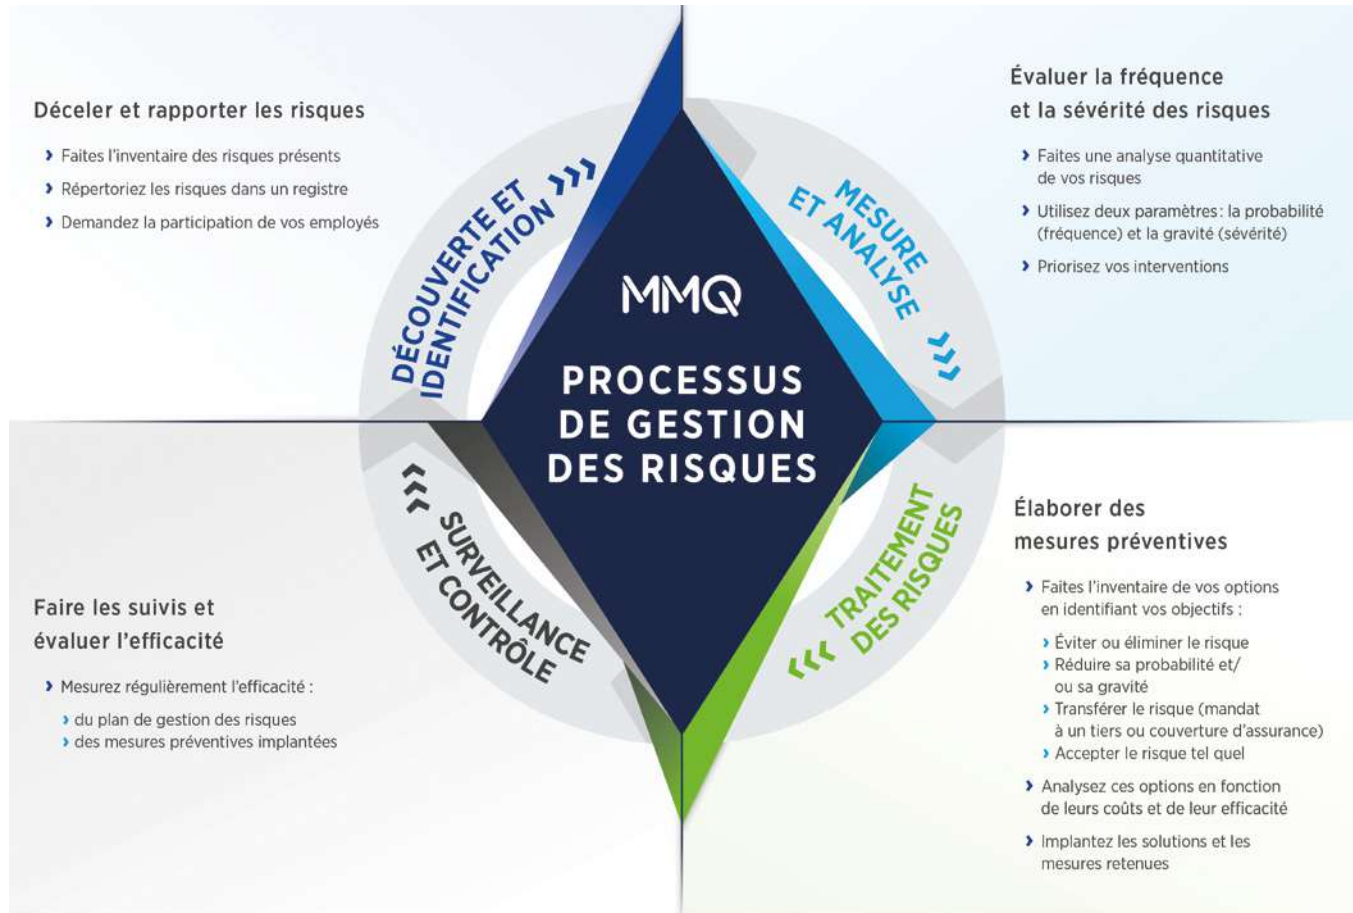 Déceler et rapporter les risques
› Faites l'inventaire des risques présents
› Répertoriez les risques dans un registre
› Demandez la participation de vos employés
DÉCOUVERTE ET
IDENTIFICATION
Évaluer la fréquence
et la sévérité des risques
› Faites une analyse quantitative
de vos risques
› Utilisez deux paramètres : la probabilité
(fréquence) et la gravité (sévérité)
› Priorisez vos interventions
MESURE
ET ANALYSE
MMQ
PROCESSUS
DE GESTION
DES RISQUES
TRAITEMENT
DES RISQUES
Élaborer des
mesures préventives
› Faites l'inventaire de vos options
en identifiant vos objectifs :
› Éviter ou éliminer le risque
› Réduire sa probabilité et/
ou sa gravité
› Transférer le risque (mandat
à un tiers ou couverture d'assurance)
› Accepter le risque tel quel
› Analysez ces options en fonction
de leurs coûts et de leur efficacité
› Implantez les solutions et les
mesures retenues
SURVEILLANCE
ET CONTRÔLE
Faire les suivis et
évaluer l'efficacité
› Mesurez régulièrement l'efficacité :
› du plan de gestion des risques
› des mesures préventives implantées